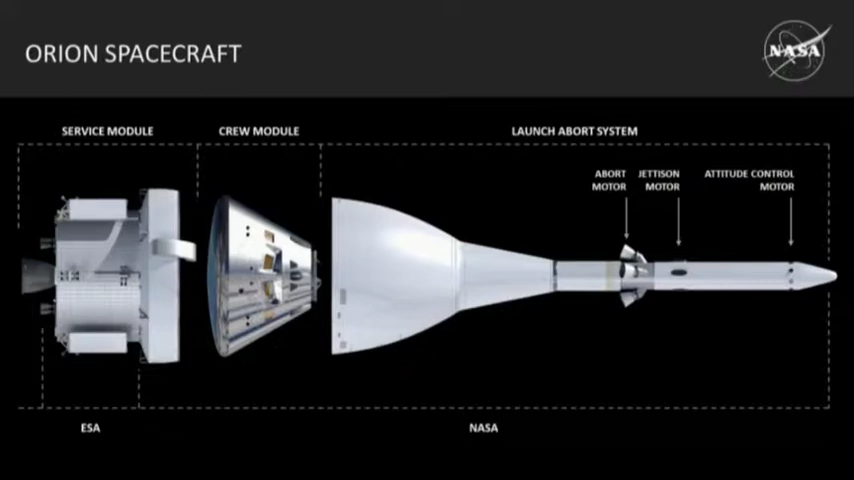 ORION SPACECRAFT
NASA
SERVICE MODULE
CREW MODULE
LAUNCH ABORT SYSTEM
ABORT
MOTOR
JETTISON
MOTOR
ATTITUDE CONTROL
MOTOR
ESA
NASA